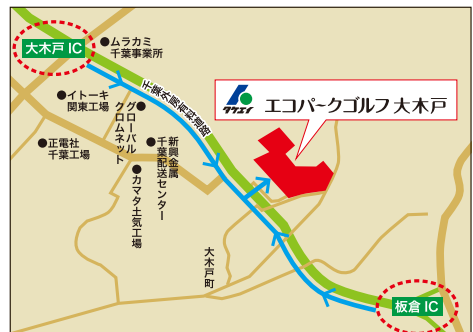 大木戸 IC
ムラカミ
千葉事業所
イトーキ
関東工場
グローバル
クロムネット
正電社
千葉工場
新興金属
千葉配送センター
カマタ土気工場
千葉外房有料道路
タケエイ
エコパークゴルフ大木戸
大木戸町
板倉 IC